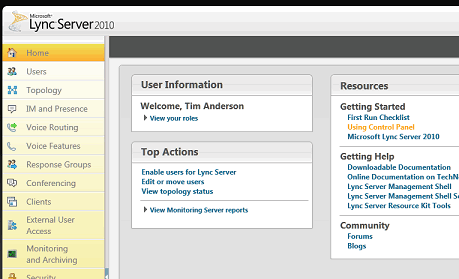 Microsoft
Lync Server 2010
Home
Users
Topology
IM and Presence
Voice Routing
Voice Features
Response Groups
Conferencing
Clients
External User
Access
Monitoring
and Archiving
Security
User Information
Welcome, Tim Anderson
View your roles
Top Actions
Enable users for Lync Server
Edit or move users
View topology status
View Monitoring Server reports
Resources
Getting Started
First Run Checklist
Using Control Panel
Microsoft Lync Server 2010
Getting Help
Downloadable Documentation
Online Documentation on TechN
Lync Server Management Shell
Lync Server Management Shell S
Lync Server Resource Kit Tools
Community
Forums
Blogs